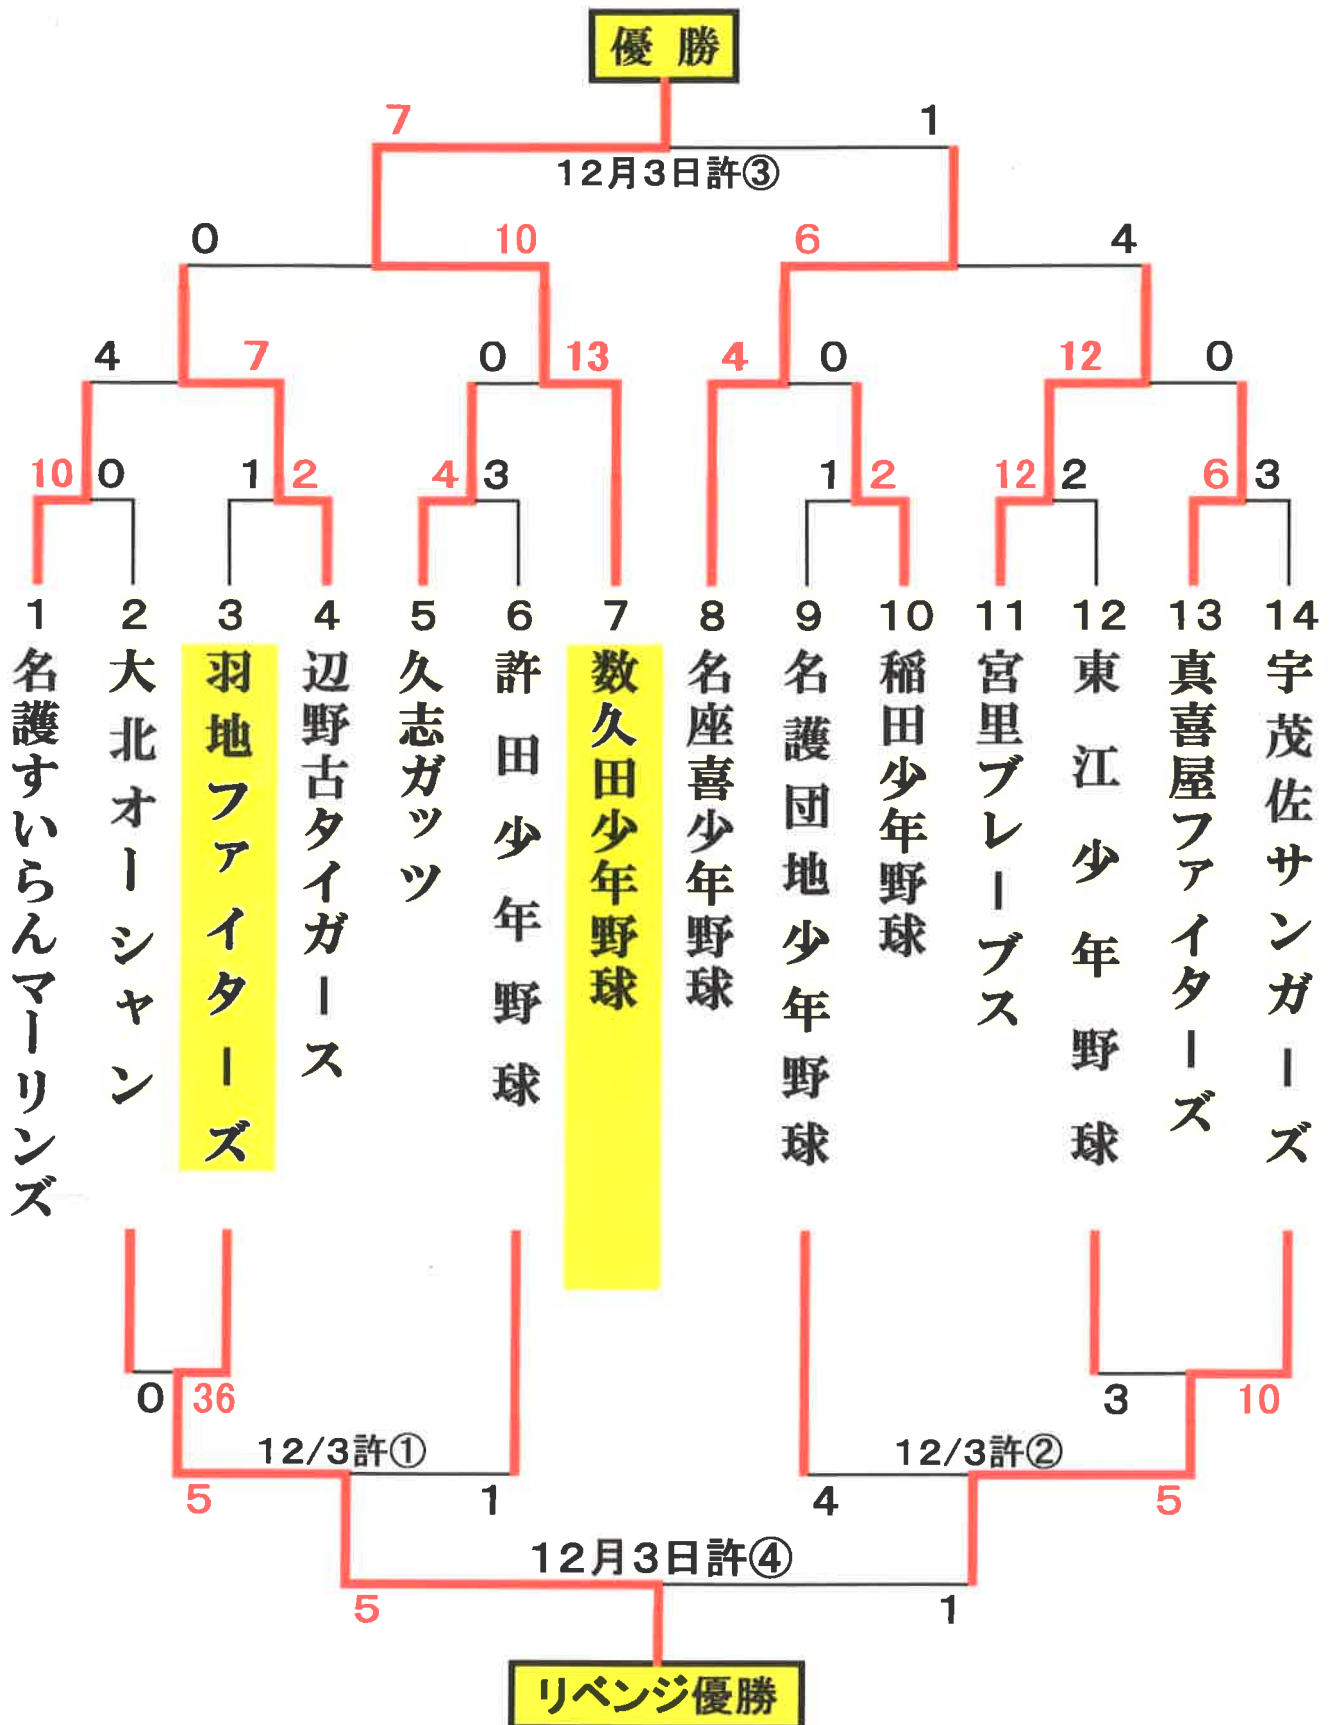 優勝
7 1
12月3日許③
0 10 6 4
4 7 0 13 4 0 12 0
10 0 1 2 4 3 1 2 12 2 6 3
1 2 3 4 5 6 7 8 9 10 11 12 13 14
名護すいらんマーリンズ
大北オーシャン
羽地ファイターズ
辺野古タイガース
久志ガッツ
許田少年野球
数久田少年野球
名座喜少年野球
名護団地少年野球
稲田少年野球
宮里ブレーブス
東江少年野球
真喜屋ファイターズ
宇茂佐サンガーズ
0 36 3 10
12/3許① 12/3許②
5 1 4 5
12月3日許④
5 1
リベンジ優勝